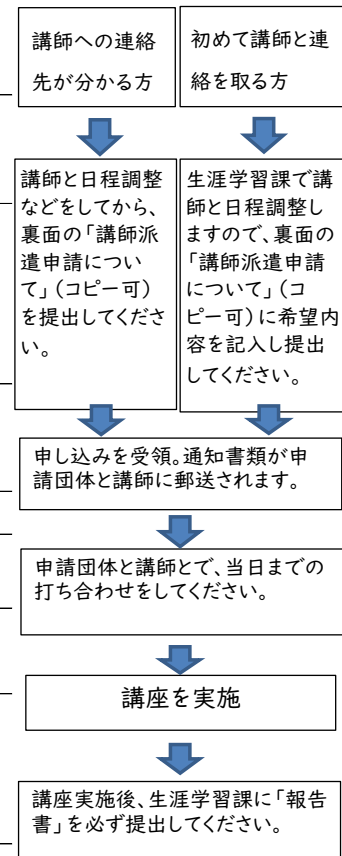 講師への連絡
先が分かる方
初めて講師と連
絡を取る方
講師と日程調整
などをしてから、
裏面の「講師派
遣申請につい
て」(コピー可)
を提出してくださ
い。
生涯学習課で講
師と日程調整し
ますので、裏面の
「講師派遣申請
について」(コ
ピー可)に希望内
容を記入し提出
してください。
申し込みを受領。通知書類が申
請団体と講師に郵送されます。
申請団体と講師とで、当日までの
打ち合わせをしてください。
講座を実施
講座実施後、生涯学習課に「報告
書」を必ず提出してください。